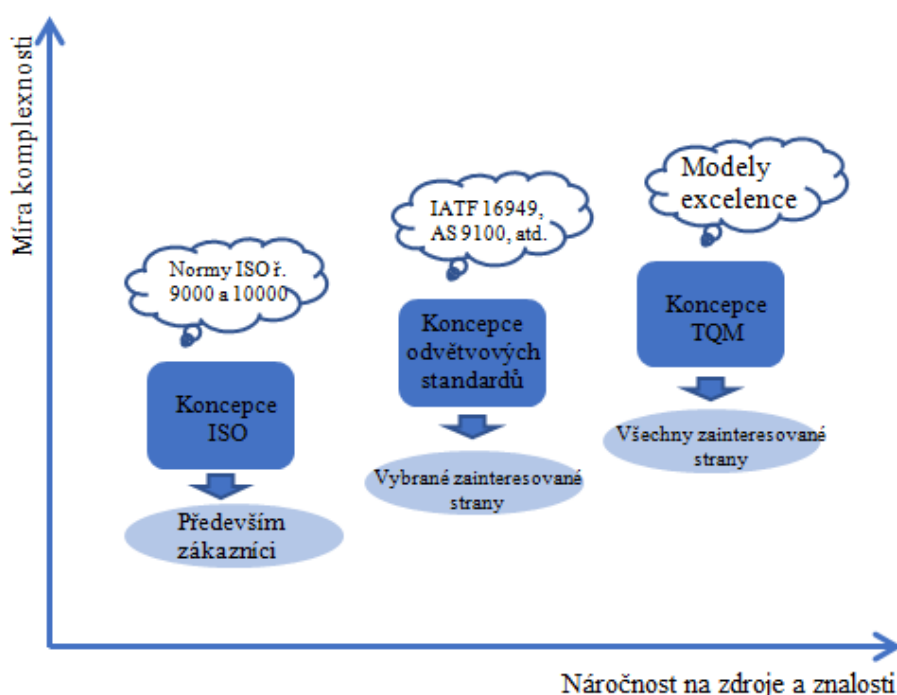 Míra komplexnosti
Normy ISO ř.
9000 a 10000
Koncepce
ISO
Především
zákazníci
IATF 16949,
AS 9100, atd.
Koncepce
odvětvových
standardů
Vybrané zainteresované
strany
Modely
excelence
Koncepce
TQM
Všechny zainteresované
strany
Náročnost na zdroje a znalosti